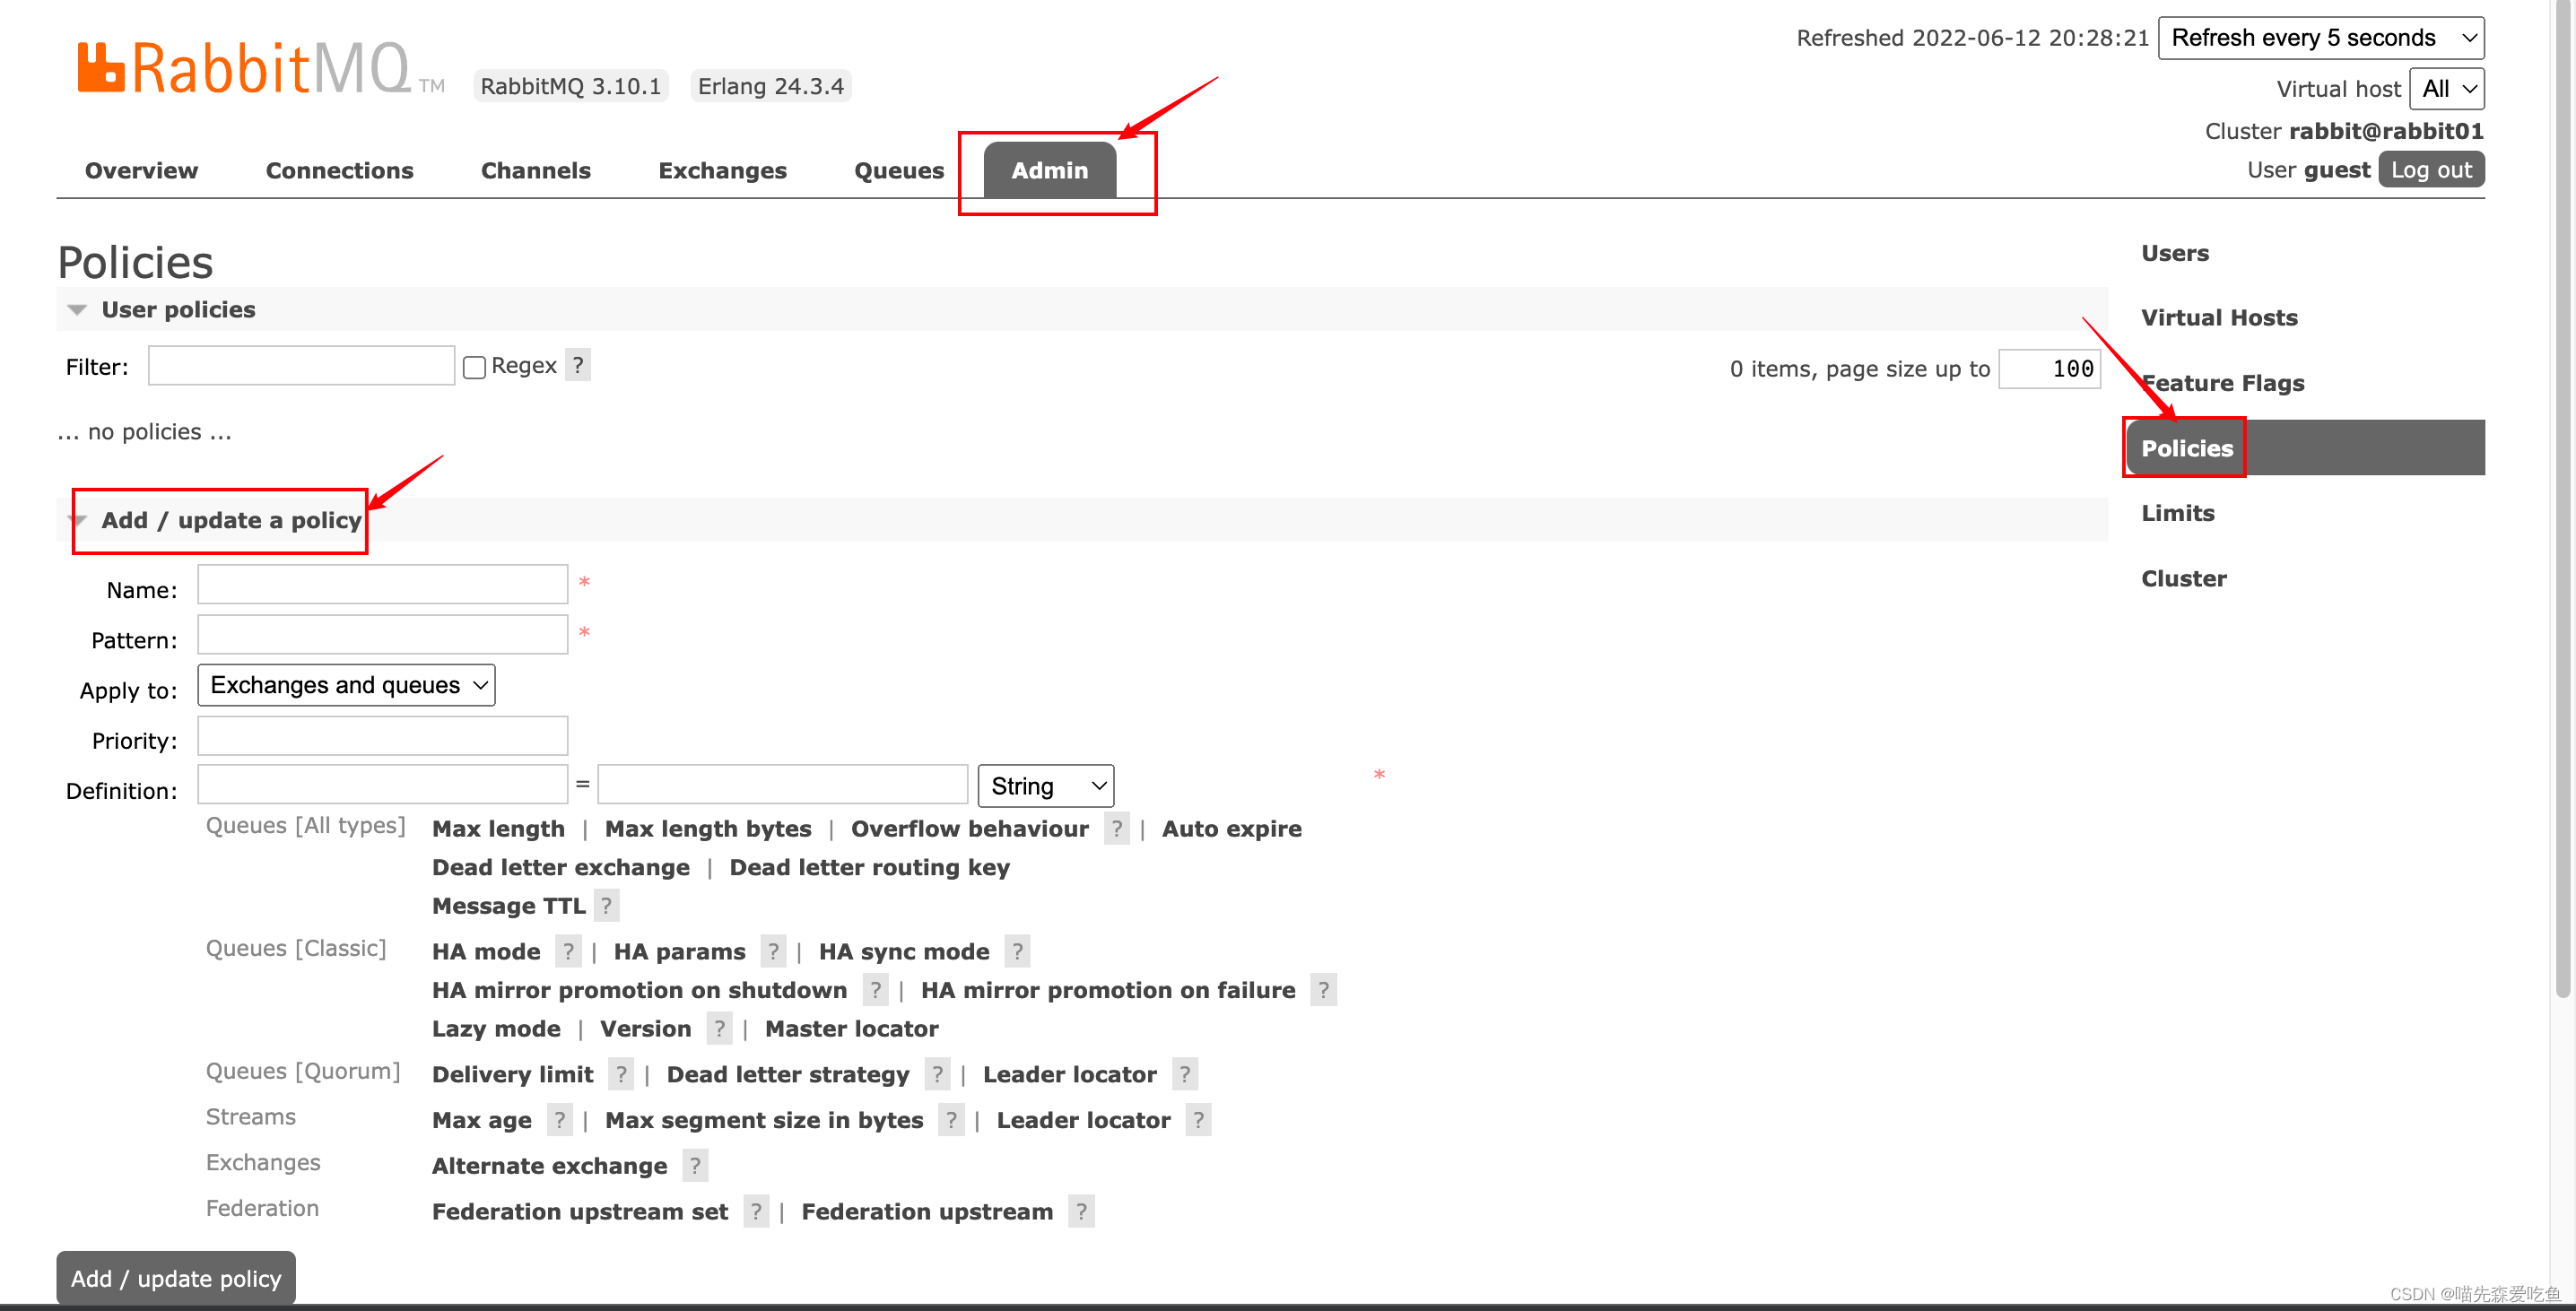 RabbitMQ TM RabbitMQ 3.10.1 Erlang 24.3.4
Refreshed 2022-06-12 20:28:21 Refresh every 5 seconds
Virtual host All
Cluster rabbit@rabbit01
User guest Log out
Overview Connections Channels Exchanges Queues Admin
Policies
User policies
Filter: Regex ? 0 items, page size up to 100
... no policies ...
Add / update a policy
Name: *
Pattern: *
Apply to: Exchanges and queues
Priority:
Definition: = String *
Queues [All types] Max length | Max length bytes | Overflow behaviour ? | Auto expire
Dead letter exchange | Dead letter routing key
Message TTL ?
Queues [Classic] HA mode ? | HA params ? | HA sync mode ?
HA mirror promotion on shutdown ? | HA mirror promotion on failure ?
Lazy mode | Version ? | Master locator
Queues [Quorum] Delivery limit ? | Dead letter strategy ? | Leader locator ?
Streams Max age ? | Max segment size in bytes ? | Leader locator ?
Exchanges Alternate exchange ?
Federation Federation upstream set ? | Federation upstream ?
Add / update policy
Users
Virtual Hosts
Feature Flags
Policies
Limits
Cluster
CSDN @喵先森爱吃鱼